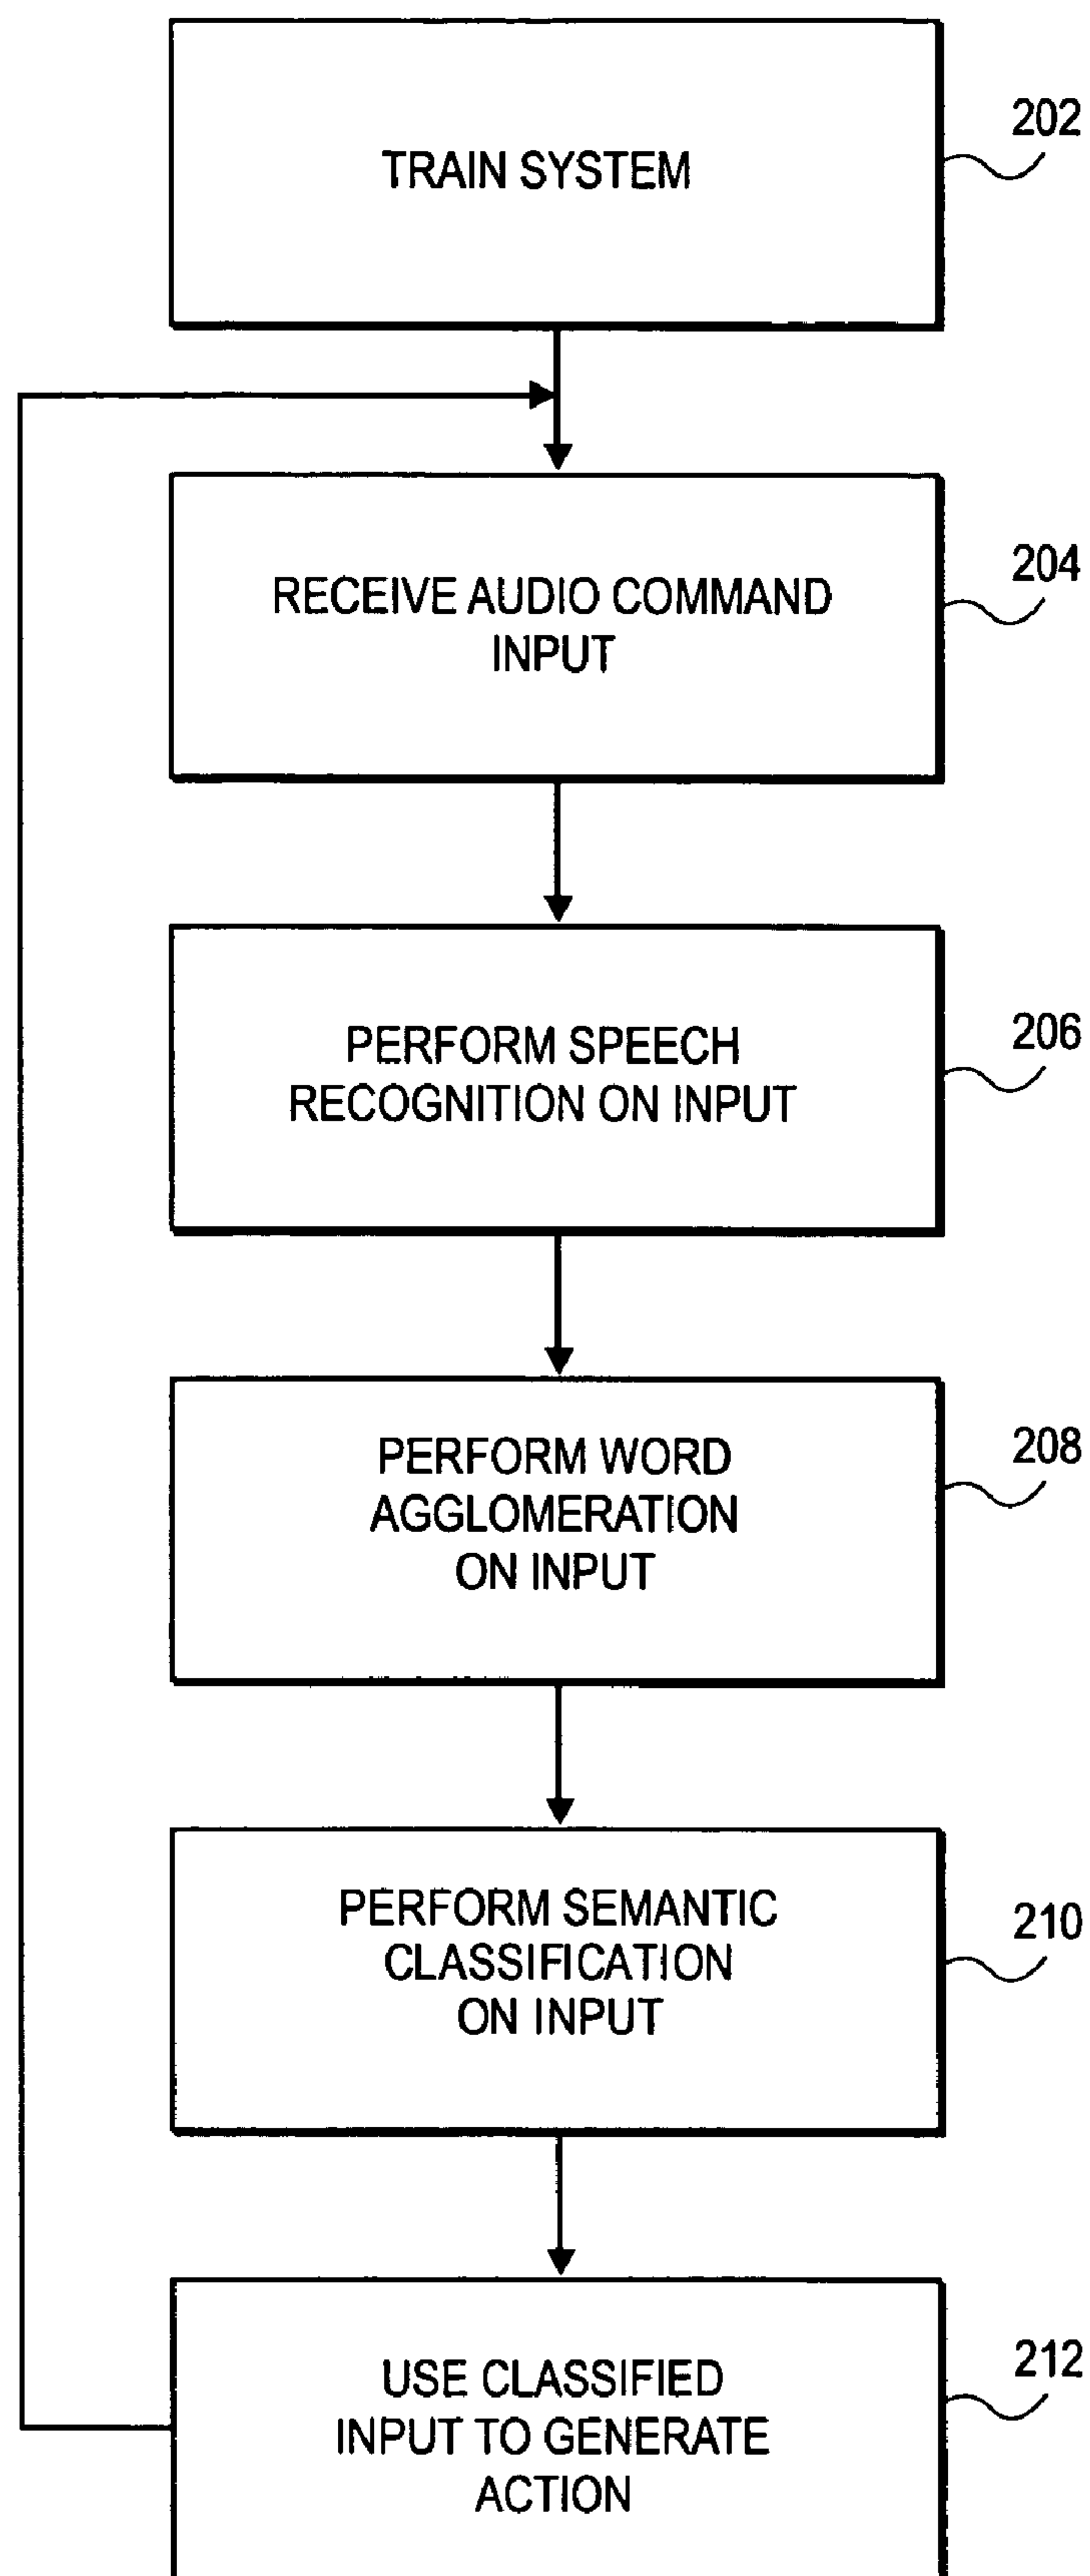 TRAIN SYSTEM
202
RECEIVE AUDIO COMMAND
INPUT
204
PERFORM SPEECH
RECOGNITION ON INPUT
206
PERFORM WORD
AGGLOMERATION
ON INPUT
208
PERFORM SEMANTIC
CLASSIFICATION
ON INPUT
210
USE CLASSIFIED
INPUT TO GENERATE
ACTION
212